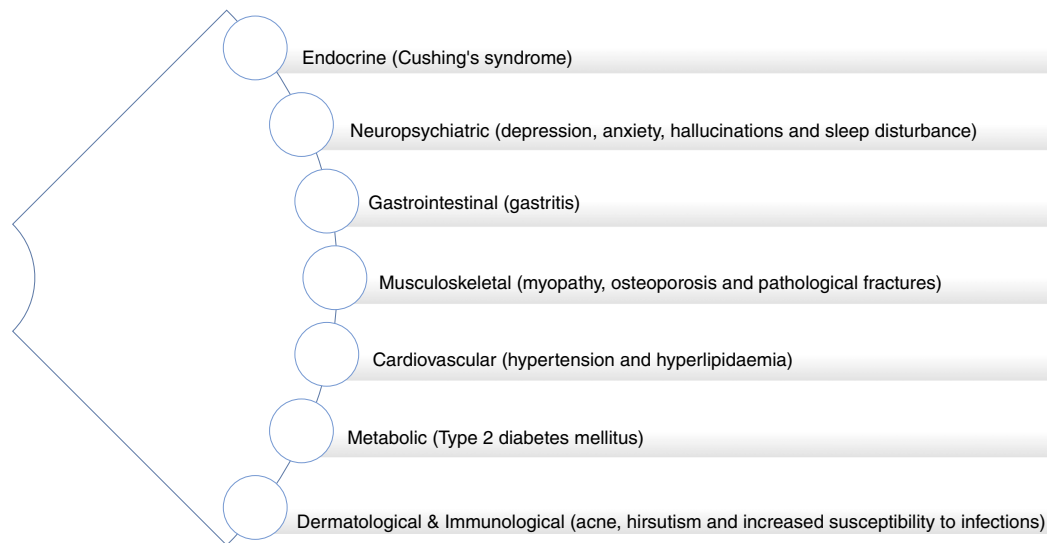 Endocrine (Cushing's syndrome)
Neuropsychiatric (depression, anxiety, hallucinations and sleep disturbance)
Gastrointestinal (gastritis)
Musculoskeletal (myopathy, osteoporosis and pathological fractures)
Cardiovascular (hypertension and hyperlipidaemia)
Metabolic (Type 2 diabetes mellitus)
Dermatological & Immunological (acne, hirsutism and increased susceptibility to infections)